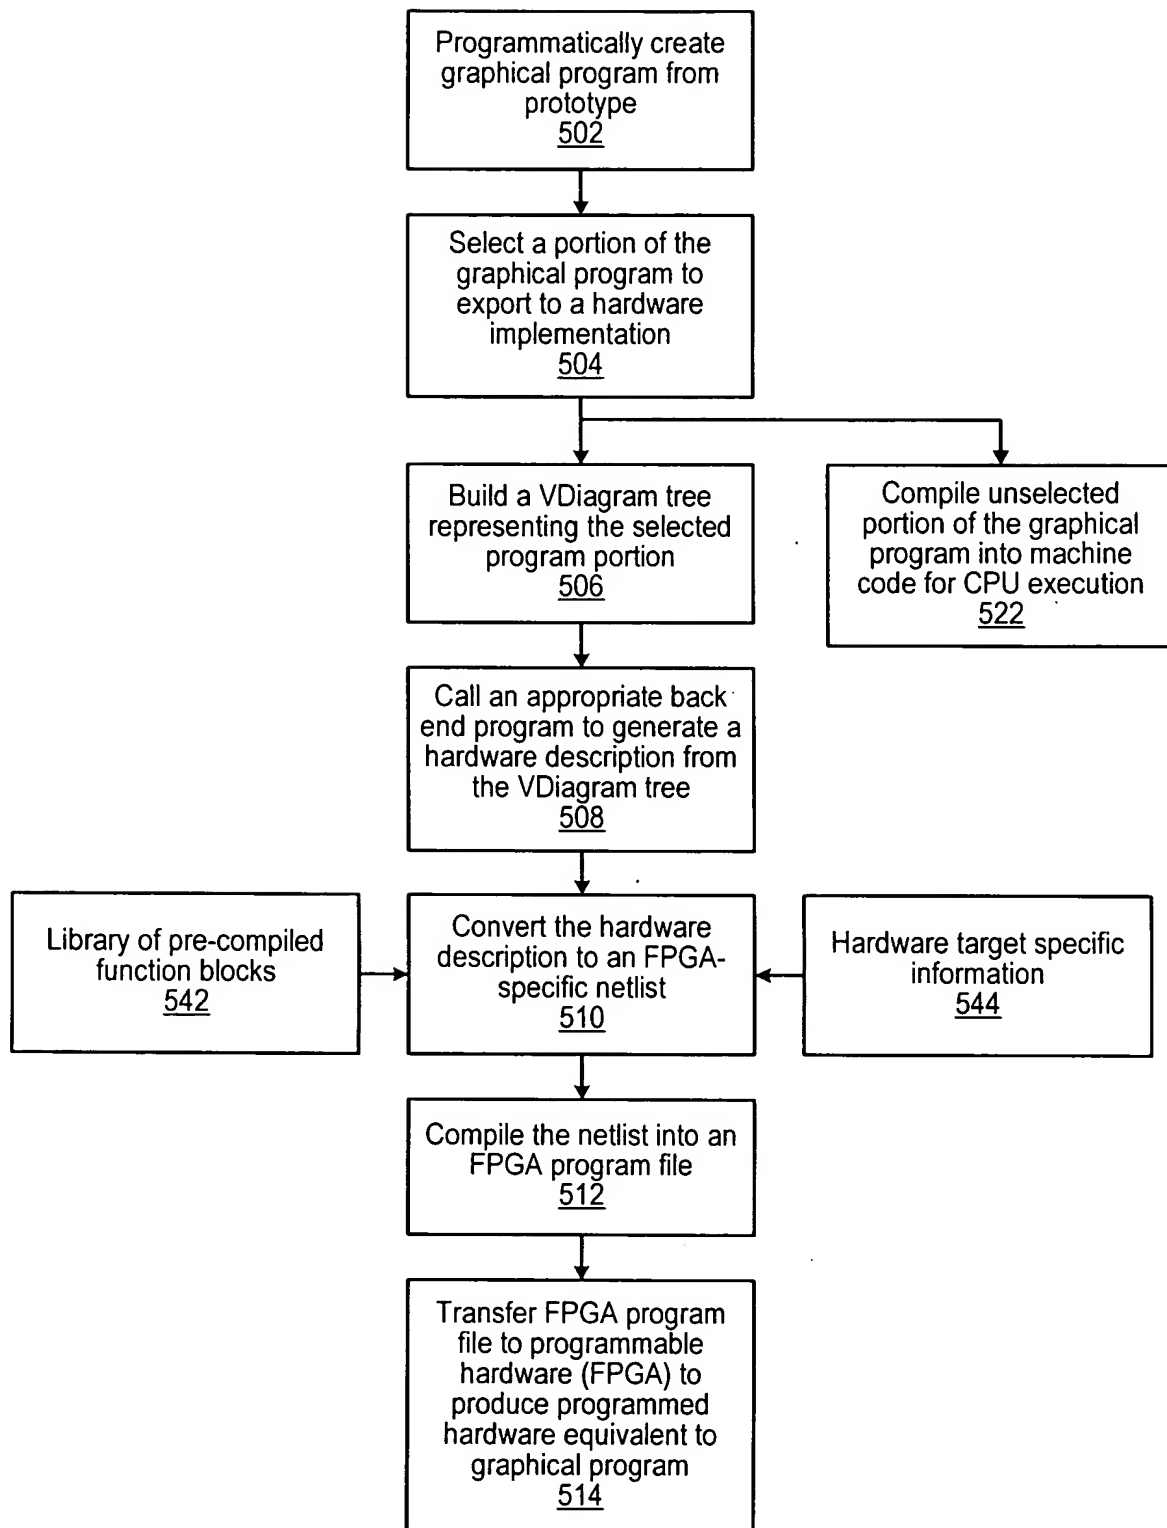 Programmatically create
graphical program from
prototype
502
Select a portion of the
graphical program to
export to a hardware
implementation
504
Build a VDiagram tree
representing the selected
program portion
506
Compile unselected
portion of the graphical
program into machine
code for CPU execution
522
Call an appropriate back
end program to generate a
hardware description from
the VDiagram tree
508
Library of pre-compiled
function blocks
542
Convert the hardware
description to an FPGA-
specific netlist
510
Hardware target specific
information
544
Compile the netlist into an
FPGA program file
512
Transfer FPGA program
file to programmable
hardware (FPGA) to
produce programmed
hardware equivalent to
graphical program
514